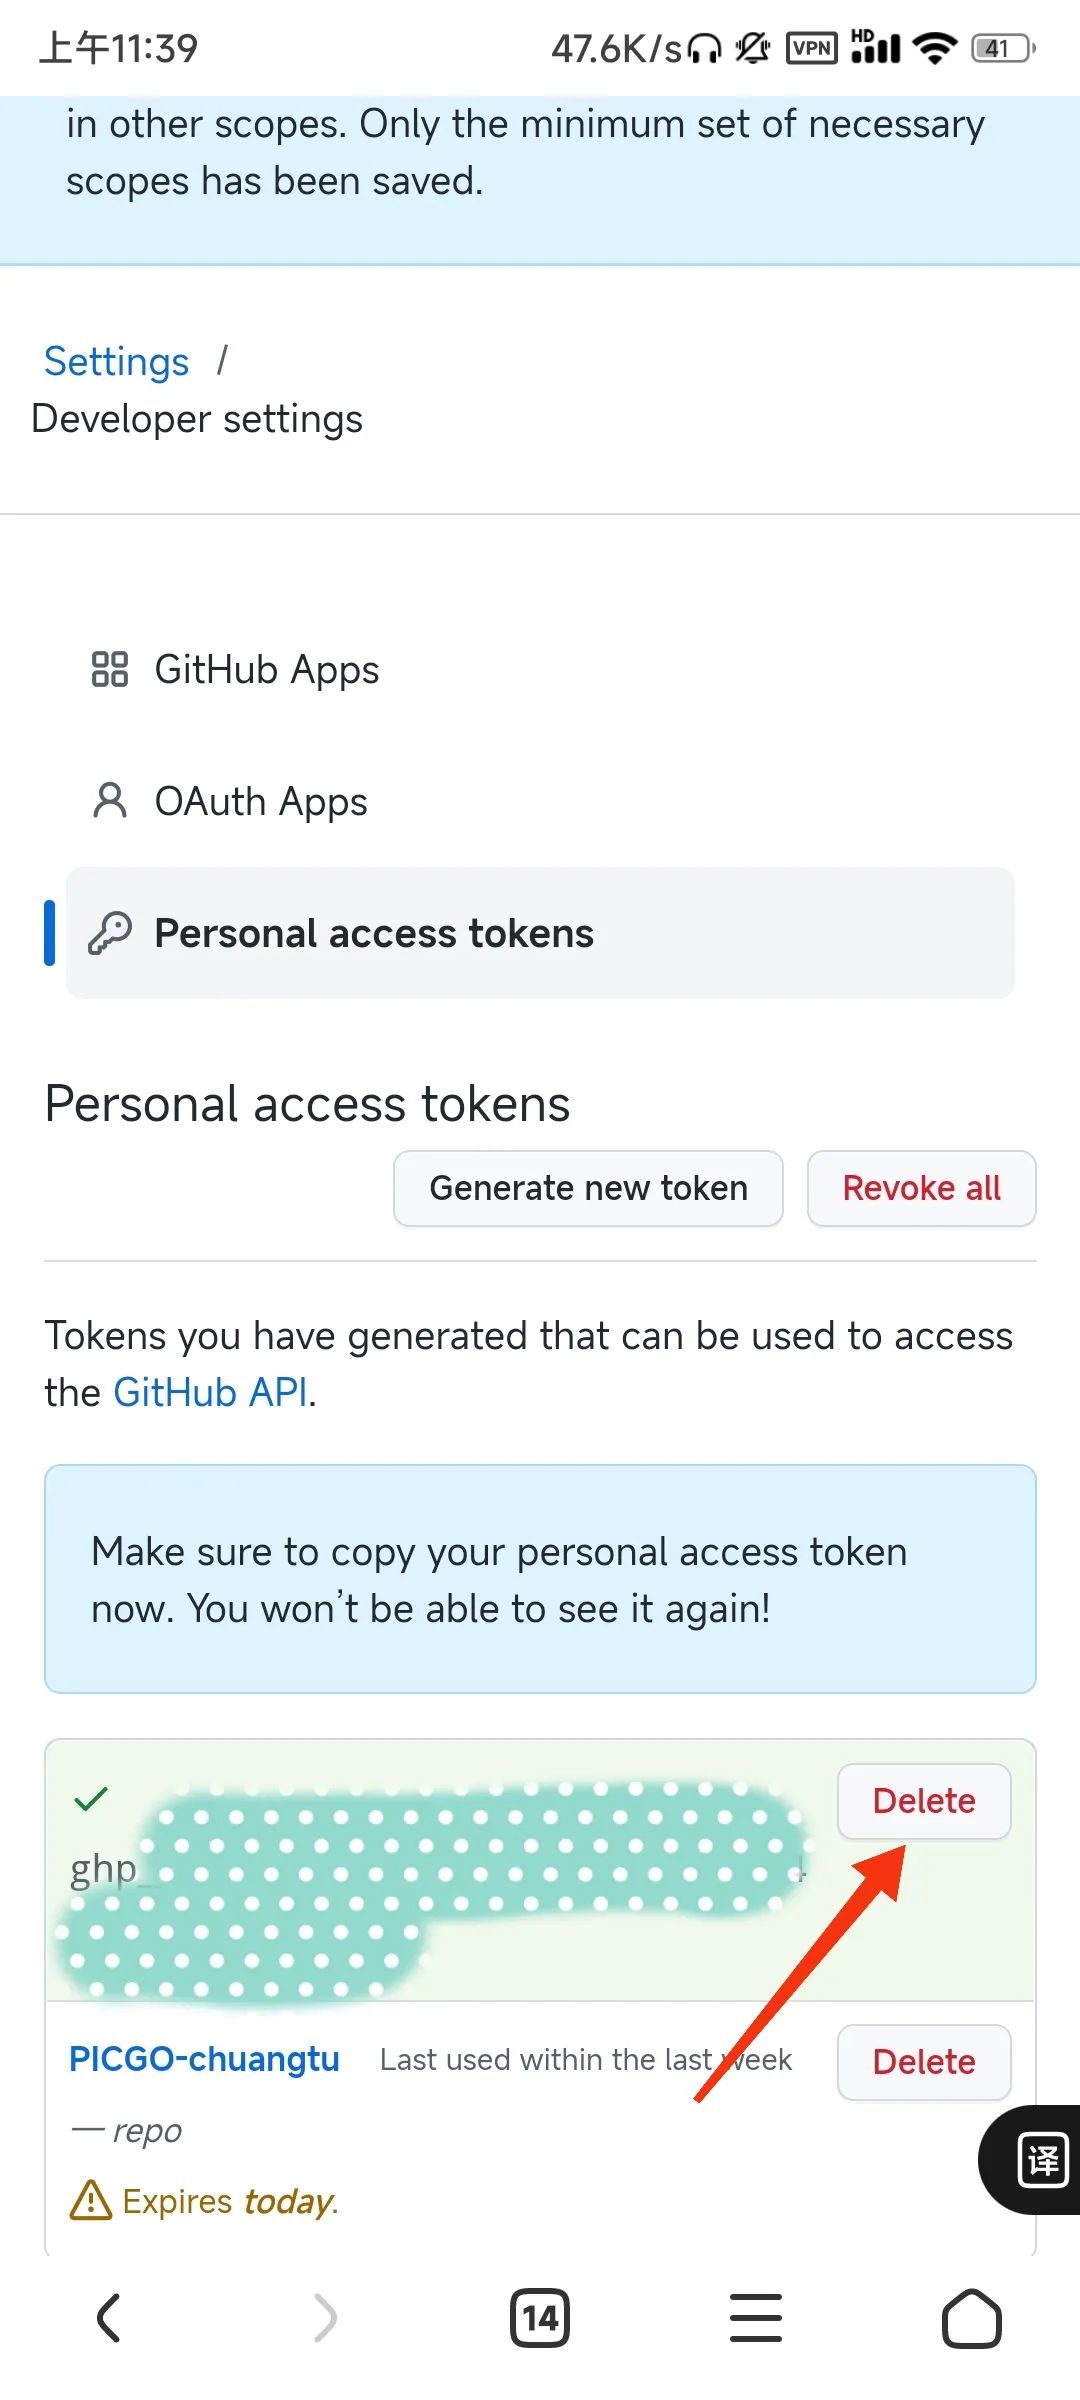 上午11:39 47.6K/s VPN HD 41
in other scopes. Only the minimum set of necessary
scopes has been saved.
Settings /
Developer settings
GitHub Apps
OAuth Apps
Personal access tokens
Personal access tokens
Generate new token Revoke all
Tokens you have generated that can be used to access
the GitHub API.
Make sure to copy your personal access token
now. You won’t be able to see it again!
Delete
ghp_
PICGO-chuangtu Last used within the last week Delete
— repo
Expires today.
译
14